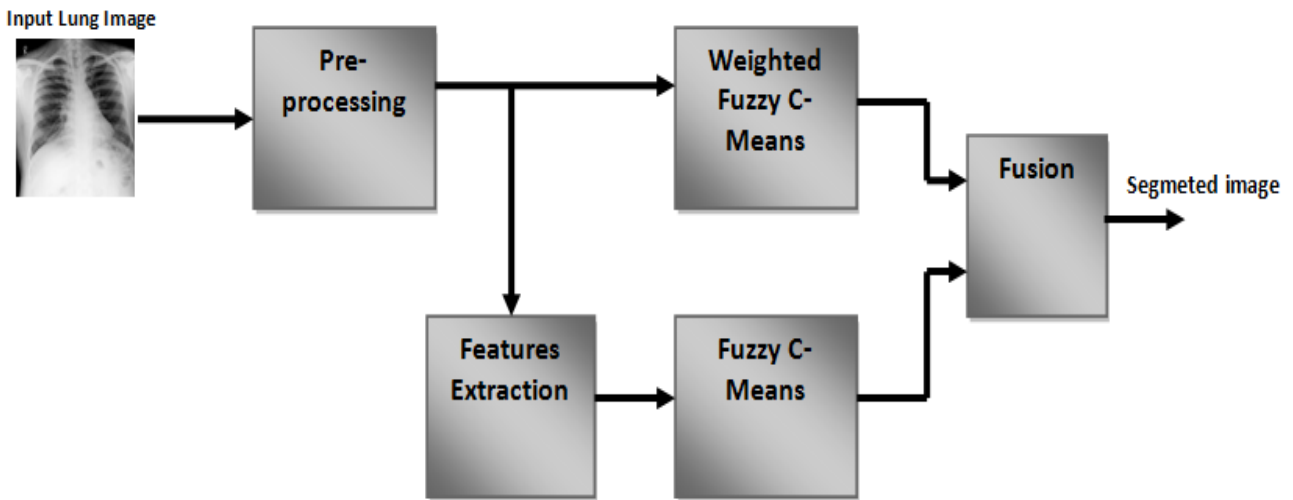 Input Lung Image
Pre-
processing
Weighted
Fuzzy C-
Means
Fusion
Segmeted image
Features
Extraction
Fuzzy C-
Means